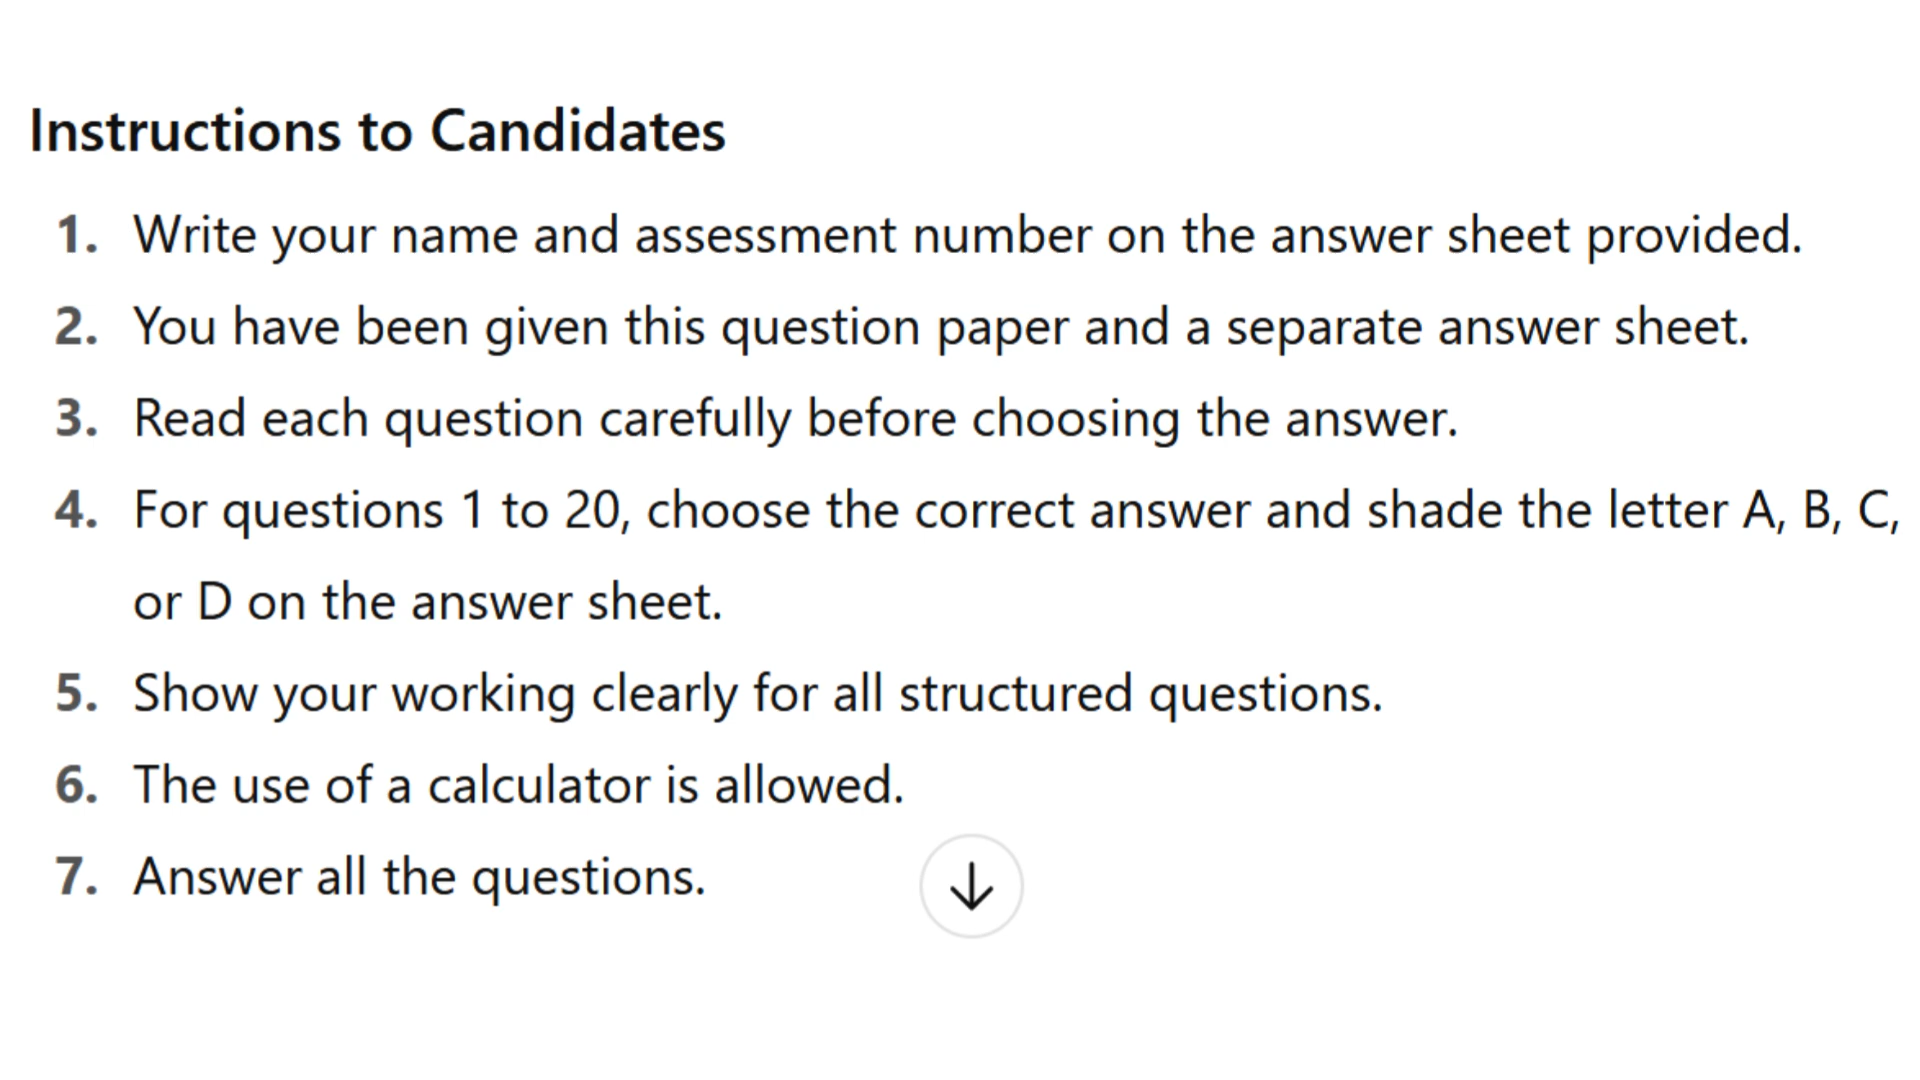 Instructions to Candidates
1. Write your name and assessment number on the answer sheet provided.
2. You have been given this question paper and a separate answer sheet.
3. Read each question carefully before choosing the answer.
4. For questions 1 to 20, choose the correct answer and shade the letter A, B, C,
or D on the answer sheet.
5. Show your working clearly for all structured questions.
6. The use of a calculator is allowed.
7. Answer all the questions.